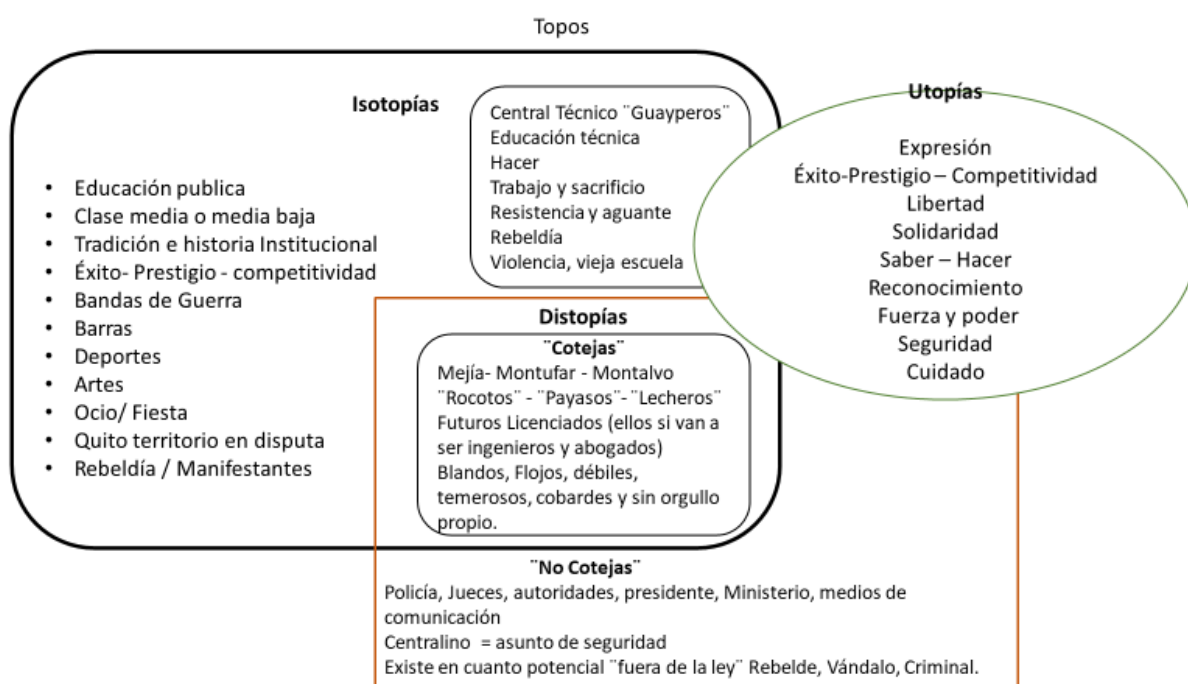 Topos
Isotopías
• Educación publica
• Clase media o media baja
• Tradición e historia Institucional
• Éxito- Prestigio - competitividad
• Bandas de Guerra
• Barras
• Deportes
• Artes
• Ocio/ Fiesta
• Quito territorio en disputa
• Rebeldía / Manifestantes
Central Técnico ¨Guayperos¨
Educación técnica
Hacer
Trabajo y sacrificio
Resistencia y aguante
Rebeldía
Violencia, vieja escuela
Utopías
Expresión
Éxito-Prestigio – Competitividad
Libertad
Solidaridad
Saber – Hacer
Reconocimiento
Fuerza y poder
Seguridad
Cuidado
Distopías
¨Cotejas¨
Mejía- Montufar - Montalvo
¨Rocotos¨ - ¨Payasos¨- ¨Lecheros¨
Futuros Licenciados (ellos si van a
ser ingenieros y abogados)
Blandos, Flojos, débiles,
temerosos, cobardes y sin orgullo
propio.
¨No Cotejas¨
Policía, Jueces, autoridades, presidente, Ministerio, medios de
comunicación
Centralino = asunto de seguridad
Existe en cuanto potencial ¨fuera de la ley¨ Rebelde, Vándalo, Criminal.